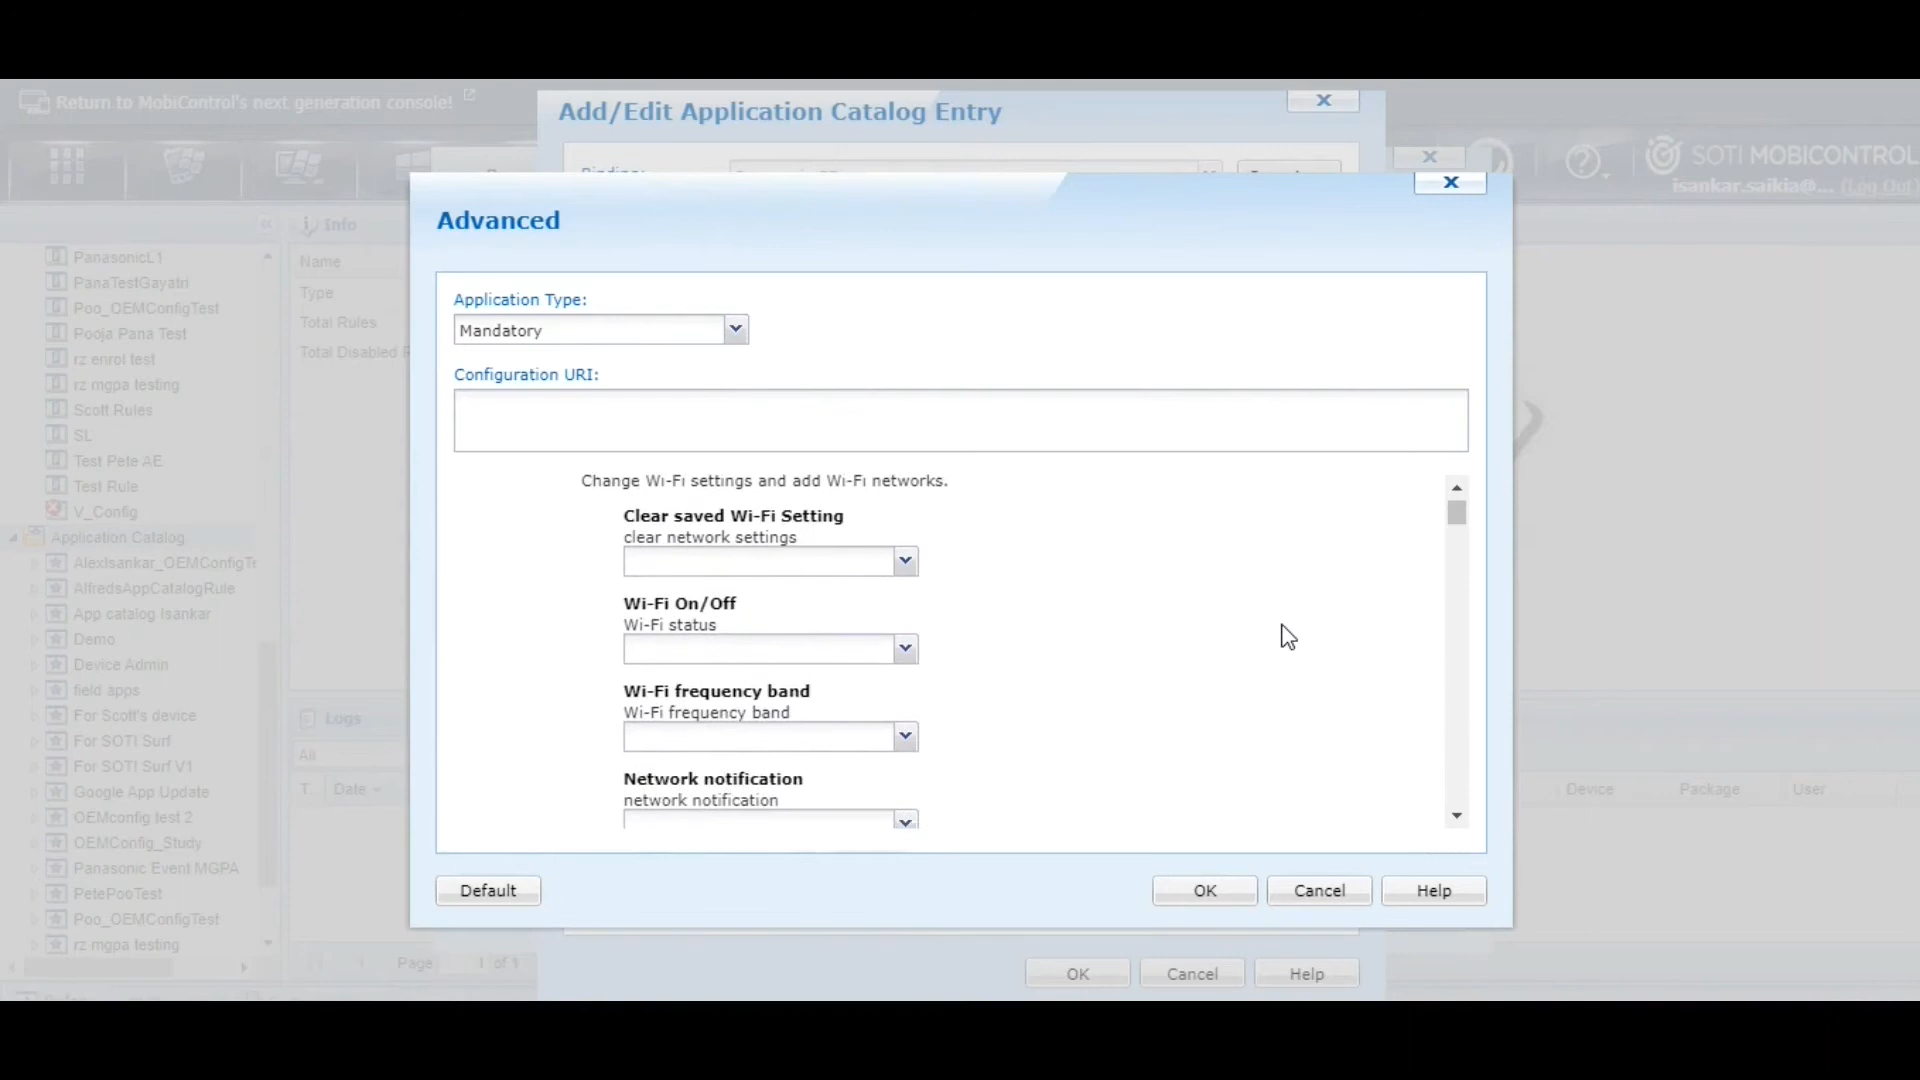 Return to MobiControl's next generation console!
Add/Edit Application Catalog Entry
SOTI MOBICONTROL
isankar.saikia@... (Log Out)
Advanced
Application Type:
Mandatory
Configuration URI:
Change Wi-Fi settings and add Wi-Fi networks.
Clear saved Wi-Fi Setting
clear network settings
Wi-Fi On/Off
Wi-Fi status
Wi-Fi frequency band
Wi-Fi frequency band
Network notification
network notification
Default
OK
Cancel
Help
OK
Cancel
Help
PanasonicL1
PanaTestGayatri
Poo_OEMConfigTest
Pooja Pana Test
rz enrol test
rz mgpa testing
Scott Rules
SL
Test Pete AE
Test Rule
V_Config
Application Catalog
AlexIsankar_OEMConfigTe
AlfredsAppCatalogRule
App catalog Isankar
Demo
Device Admin
field apps
For Scott's device
For SOTI Surf
For SOTI Surf V1
Google App Update
OEMconfig test 2
OEMConfig_Study
Panasonic Event MGPA
PetePooTest
Poo_OEMConfigTest
rz mgpa testing
Info
Name
Type
Total Rules
Total Disabled R
Logs
All
T...
Date
Device
Package
User
Page
1 of 1